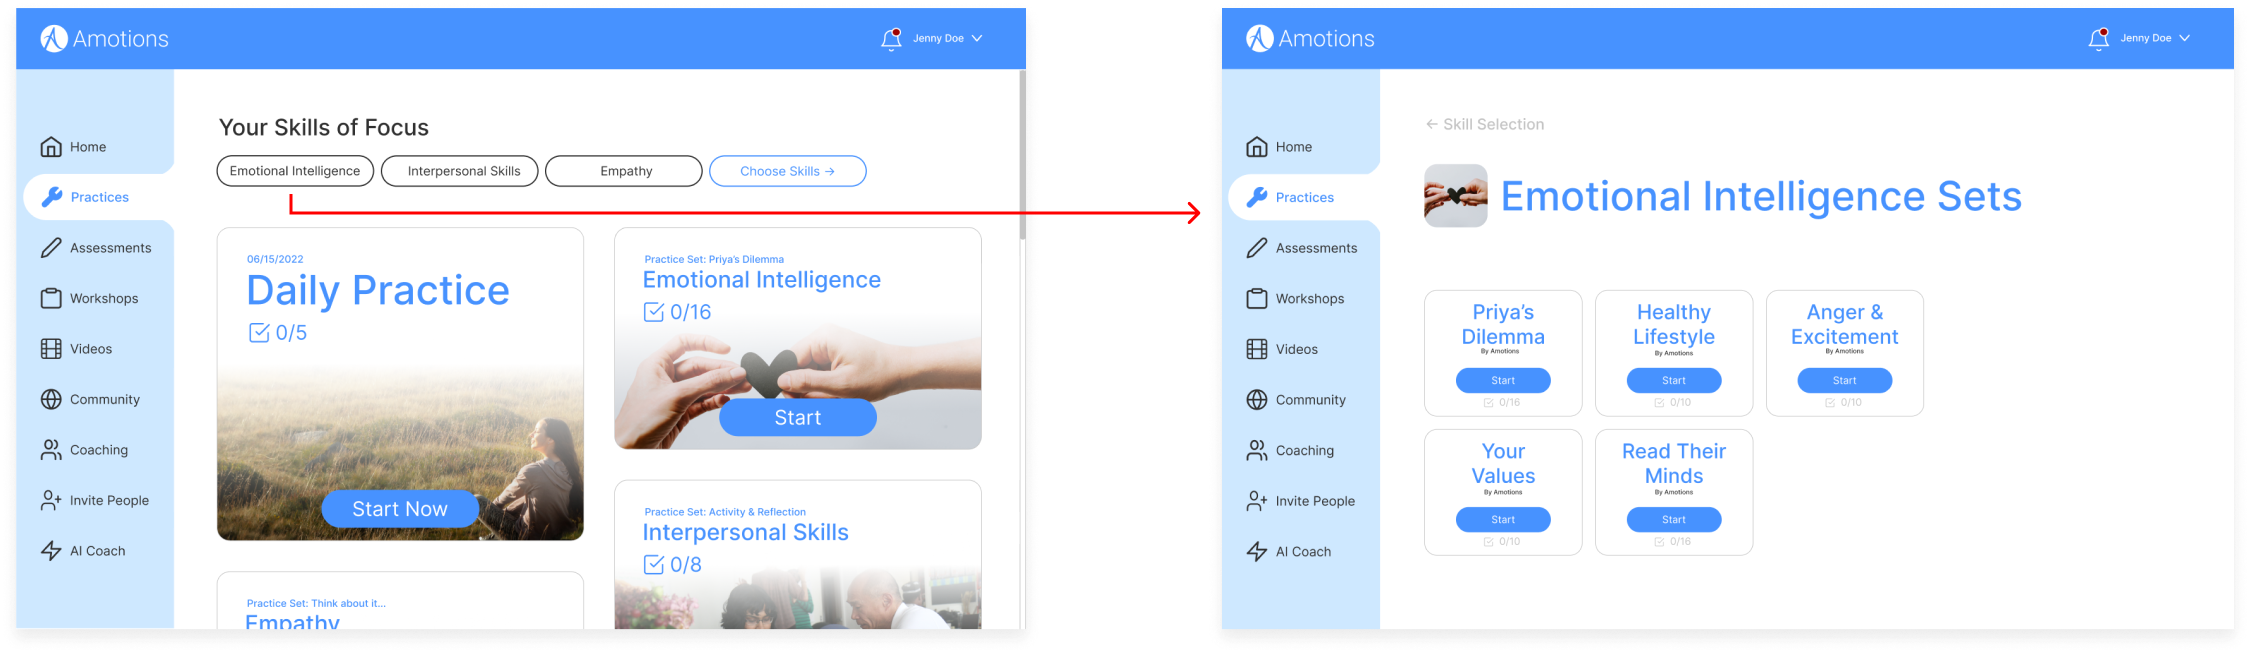 Amotions
Jenny Doe
Home
Practices
Assessments
Workshops
Videos
Community
Coaching
Invite People
AI Coach
Your Skills of Focus
Emotional Intelligence
Interpersonal Skills
Empathy
Choose Skills →
06/15/2022
Daily Practice
0/5
Start Now
Practice Set: Priya's Dilemma
Emotional Intelligence
0/16
Start
Practice Set: Think about it...
Empathy
Practice Set: Activity & Reflection
Interpersonal Skills
0/8
Amotions
Jenny Doe
Home
Practices
Assessments
Workshops
Videos
Community
Coaching
Invite People
AI Coach
← Skill Selection
Emotional Intelligence Sets
Priya's
Dilemma
By Amotions
Start
0/16
Healthy
Lifestyle
By Amotions
Start
0/10
Anger &
Excitement
By Amotions
Start
0/10
Your
Values
By Amotions
Start
0/10
Read Their
Minds
By Amotions
Start
0/16